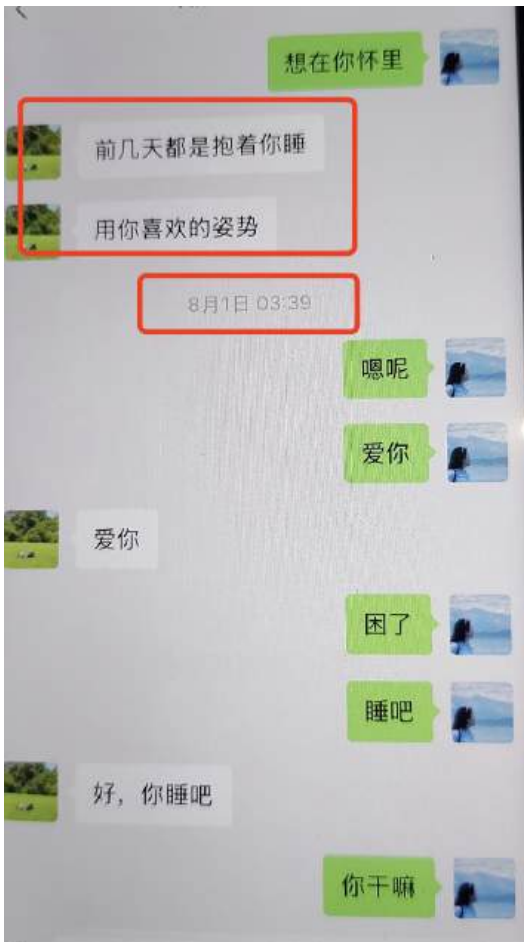 想在你怀里
前几天都是抱着你睡
用你喜欢的姿势
8月1日 03:39
嗯呢
爱你
爱你
困了
睡吧
好，你睡吧
你干嘛